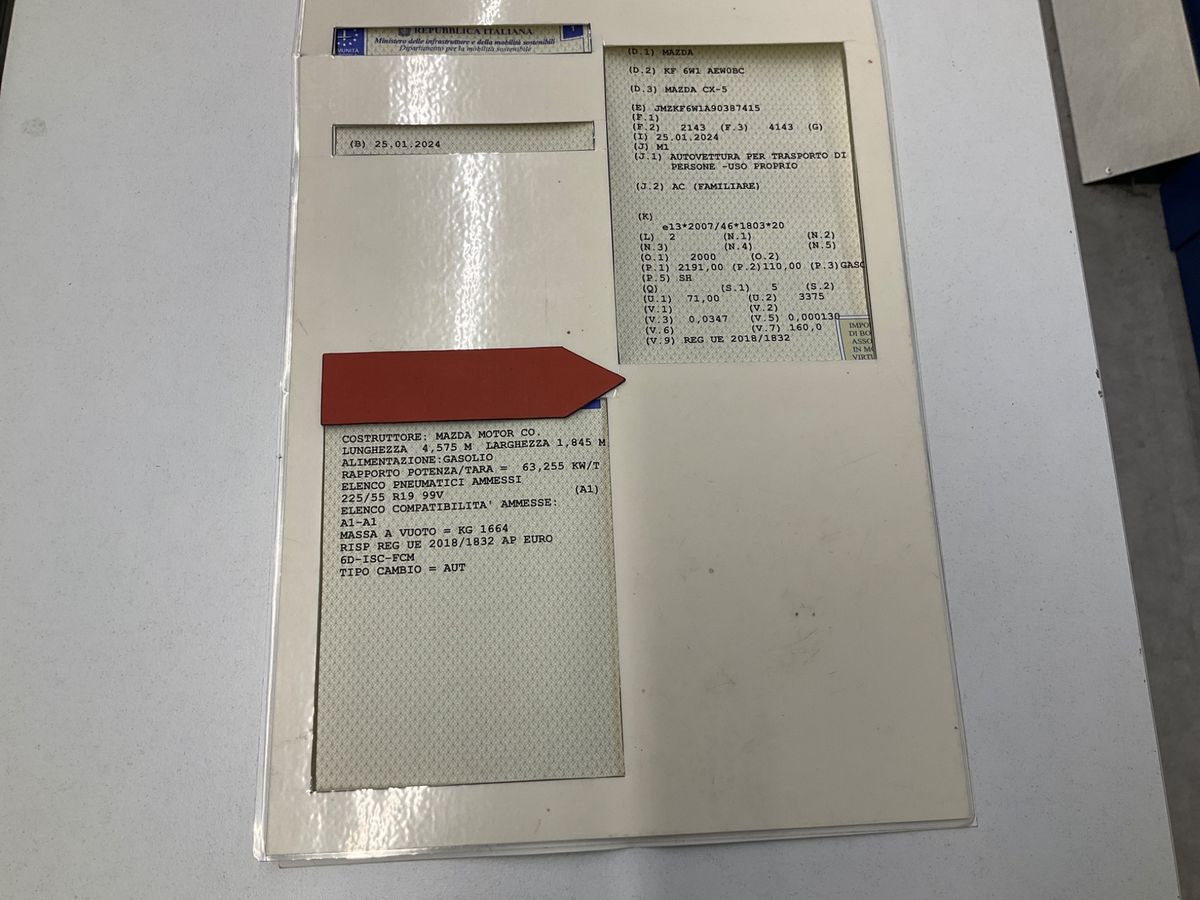 REPUBBLICA ITALIANA
Ministero delle infrastrutture e della mobilità sostenibili
Dipartimento per la mobilità sostenibile
(B) 25.01.2024
(D.1) MAZDA
(D.2) KF 6W1 AEW0BC
(D.3) MAZDA CX-5
(E) JMZKF6W1A90387415
(F.1)
(F.2) 2143 (F.3) 4143 (G)
(I) 25.01.2024
(J) M1
(J.1) AUTOVETTURA PER TRASPORTO DI
PERSONE -USO PROPRIO
(J.2) AC (FAMILIARE)
(K)
e13*2007/46*1803*20
(L) 2 (N.1) (N.2)
(N.3) (N.4) (N.5)
(O.1) 2000 (O.2)
(P.1) 2191,00 (P.2)110,00 (P.3)GASO
(P.5) SH
(Q) (S.1) 5 (S.2)
(U.1) 71,00 (U.2) 3375
(V.1) (V.2)
(V.3) 0,0347 (V.5) 0,000130
(V.6) (V.7) 160,0
(V.9) REG UE 2018/1832
IMPO
DI BO
ASSO
IN MO
VIRTU
COSTRUTTORE: MAZDA MOTOR CO.
LUNGHEZZA 4,575 M LARGHEZZA 1,845 M
ALIMENTAZIONE:GASOLIO
RAPPORTO POTENZA/TARA = 63,255 KW/T
ELENCO PNEUMATICI AMMESSI
225/55 R19 99V (A1)
ELENCO COMPATIBILITA' AMMESSE:
A1-A1
MASSA A VUOTO = KG 1664
RISP REG UE 2018/1832 AP EURO
6D-ISC-FCM
TIPO CAMBIO = AUT